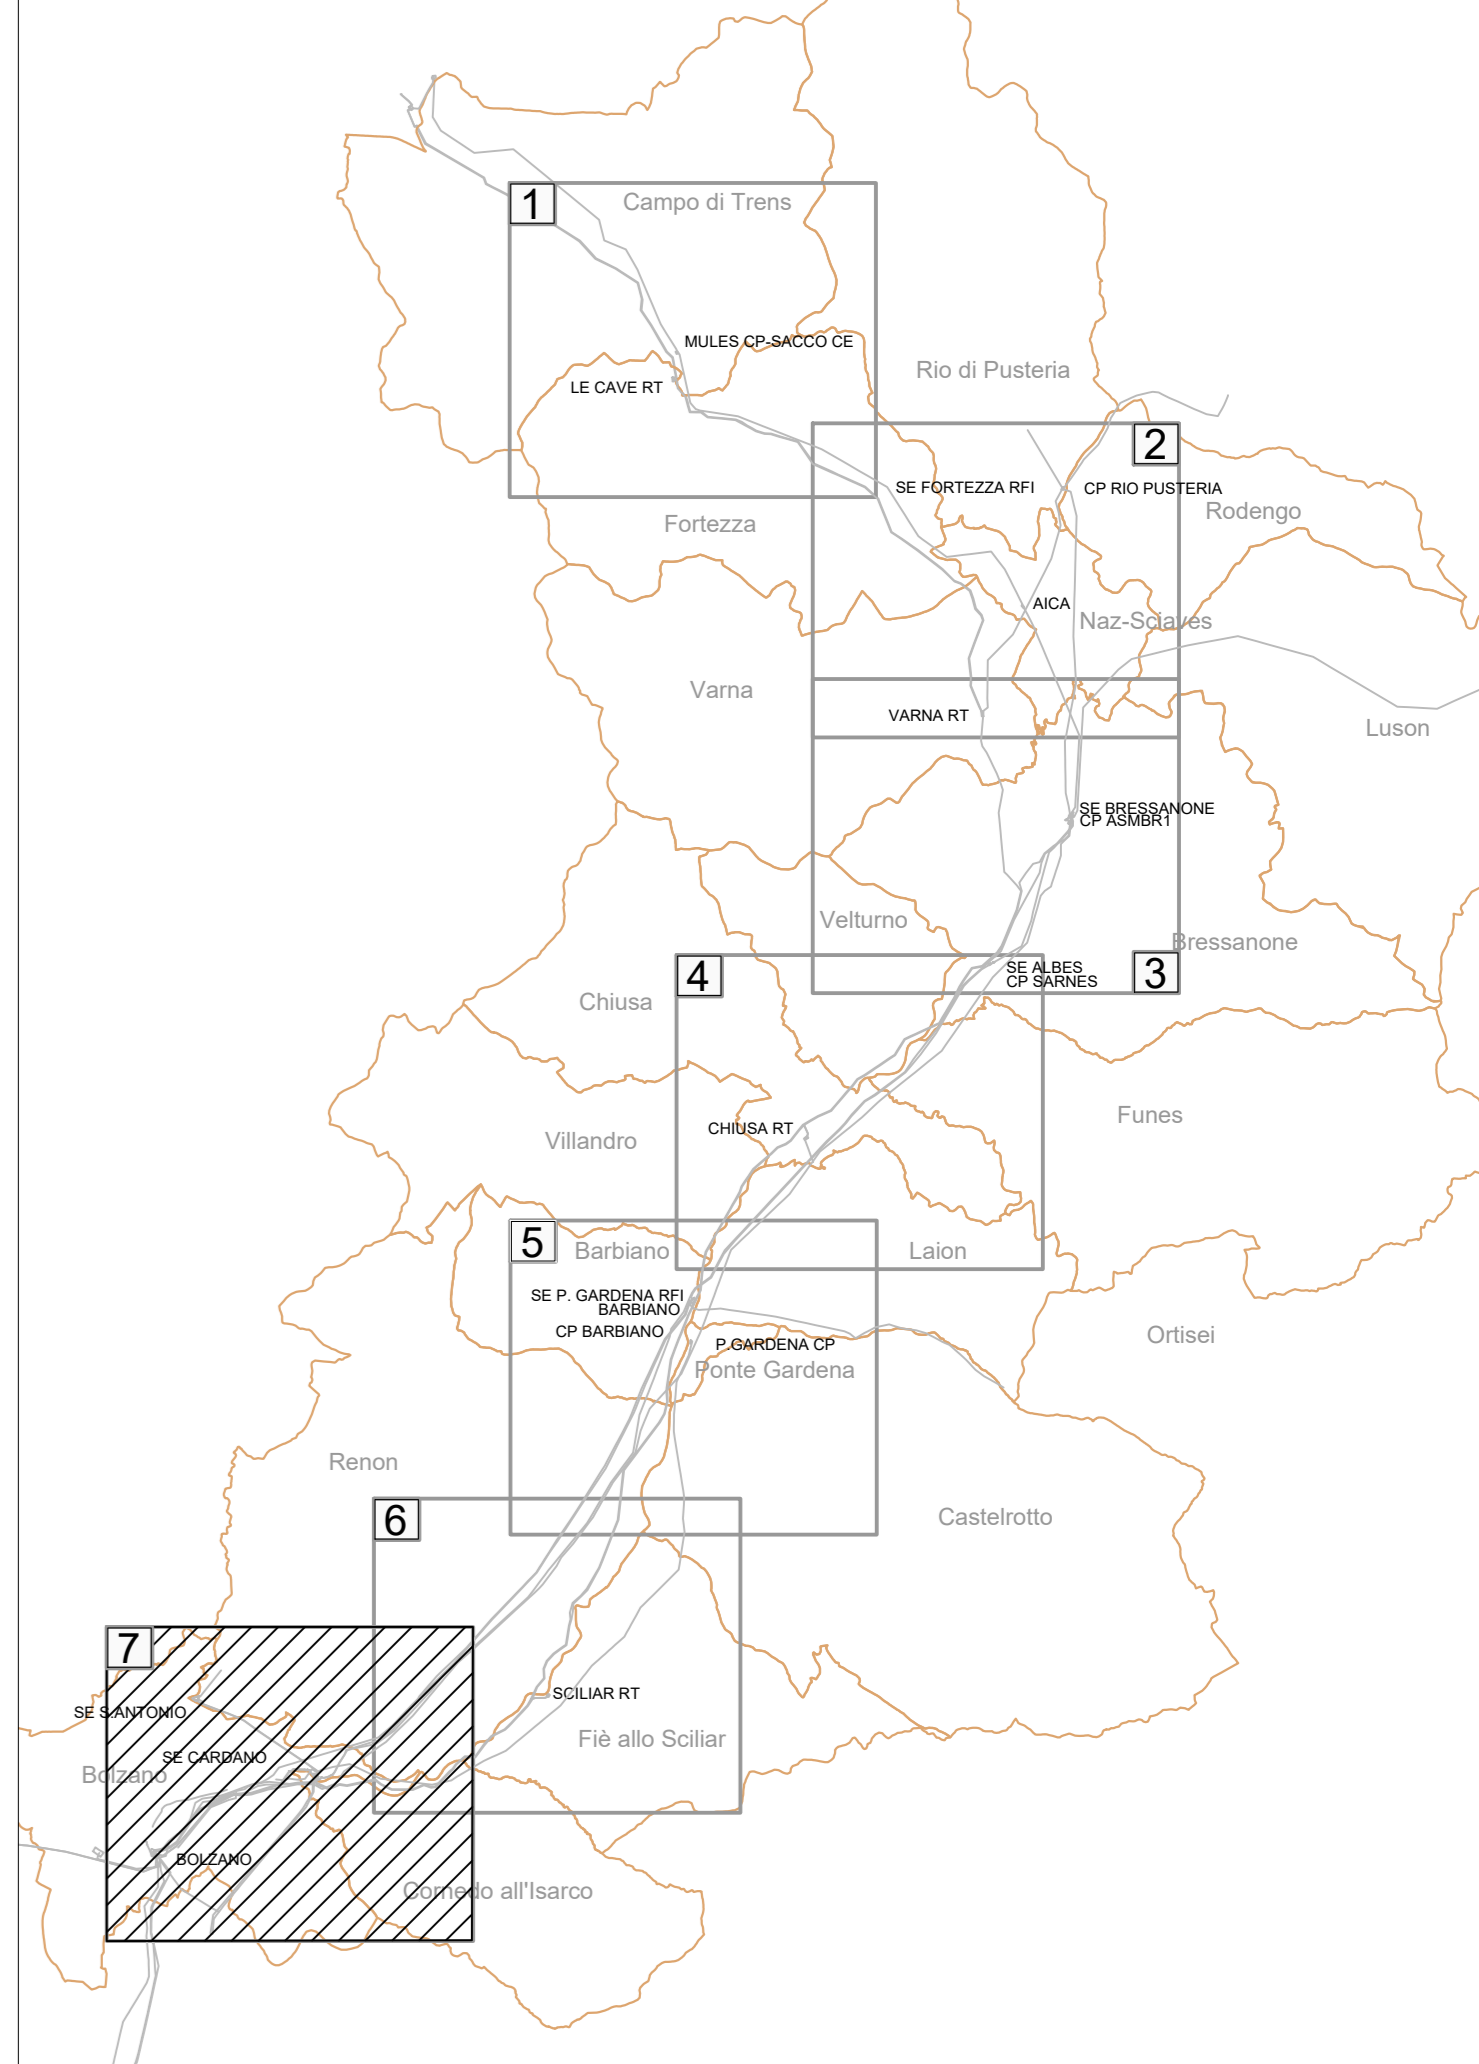 1
Campo di Trens
MULES CP-SACCO CE
LE CAVE RT
Rio di Pusteria
2
SE FORTEZZA RFI
CP RIO PUSTERIA
Rodengo
Fortezza
AICA
Naz-Sciaves
Varna
VARNA RT
Luson
SE BRESSANONE
CP ASMBR1
Velturno
Bressanone
SE ALBES
CP SARNES
3
4
Chiusa
Funes
CHIUSA RT
Villandro
5
Barbiano
Laion
SE P. GARDENA RFI
BARBIANO
CP BARBIANO
P.GARDENA CP
Ortisei
Ponte Gardena
Renon
6
Castelrotto
7
SCILIAR RT
SE S.ANTONIO
Fiè allo Sciliar
SE CARDANO
Bolzano
BOLZANO
Cornedo all'Isarco